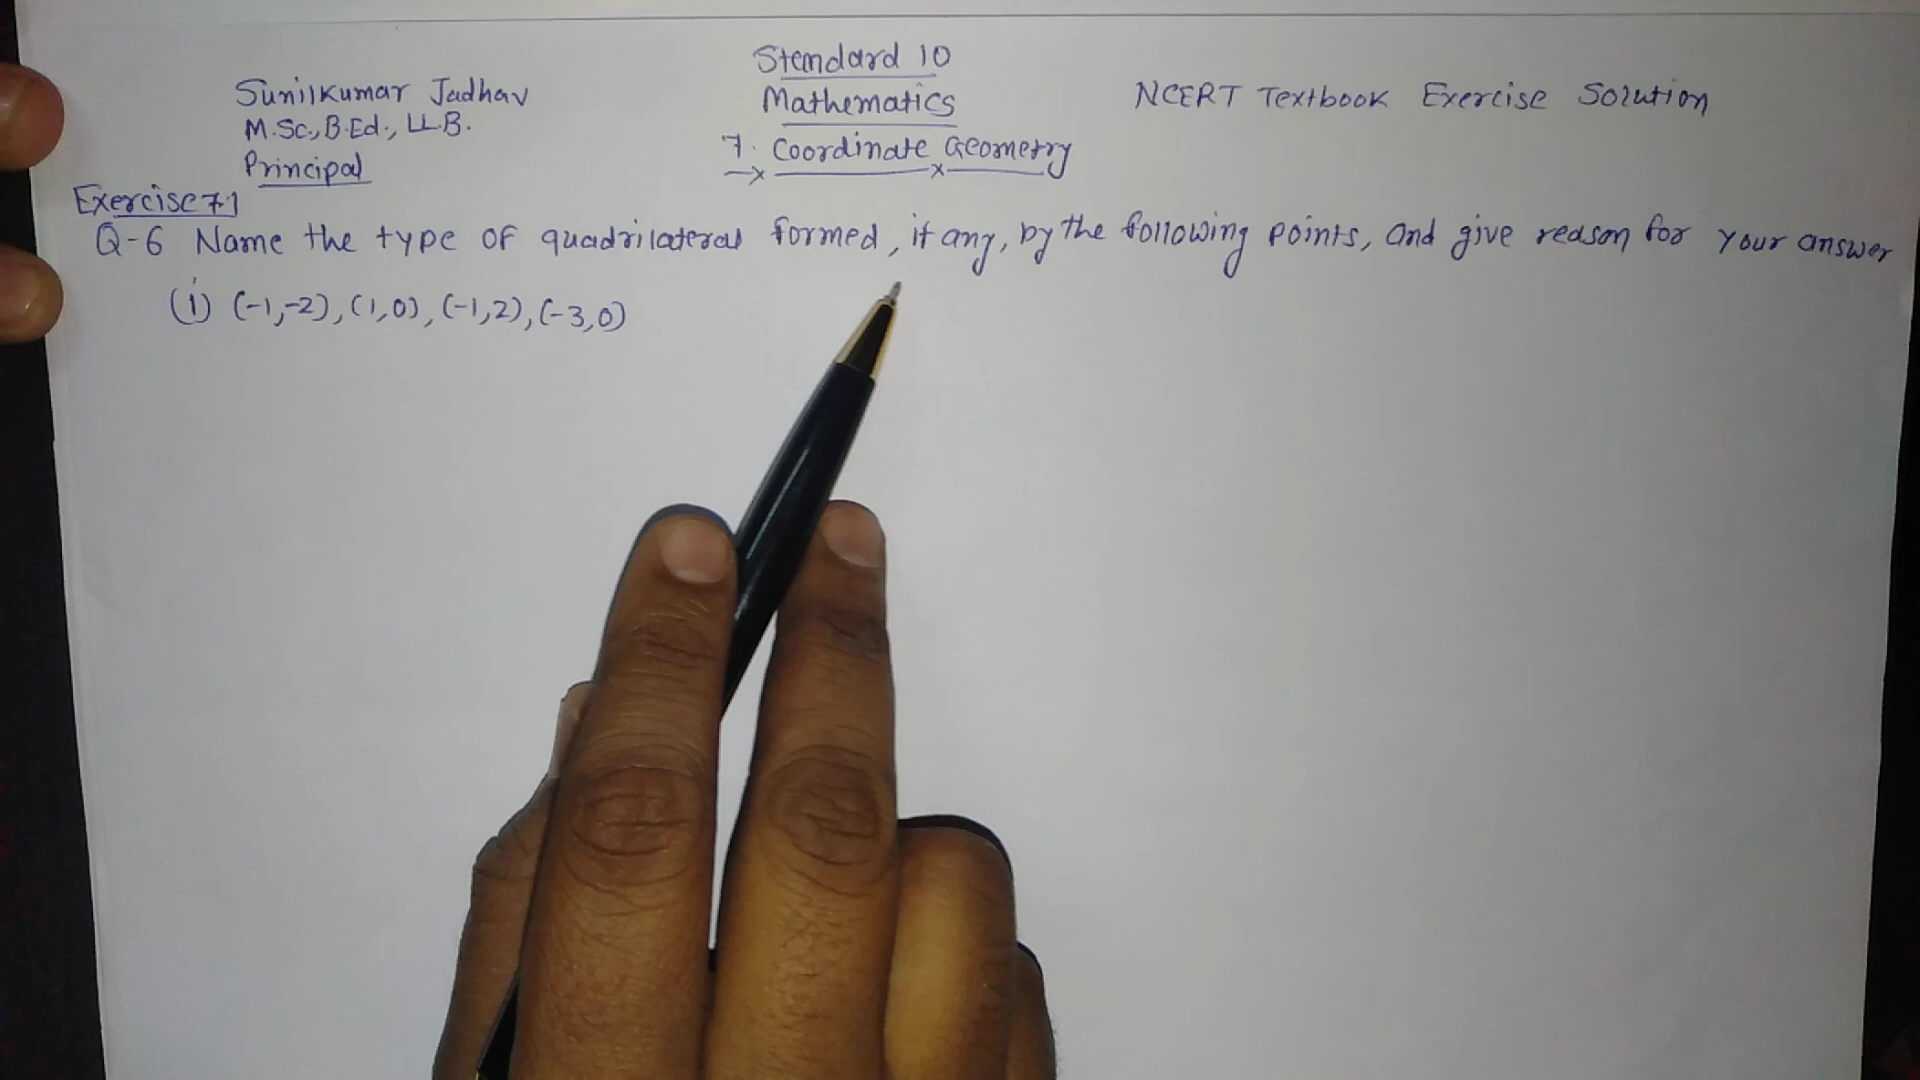 Standard 10
Sunilkumar Jadhav
Mathematics
NCERT Textbook Exercise Solution
M.Sc., B.Ed., LL.B.
7. Coordinate Geometry
Principal
Exercise 7.1
Q-6 Name the type of quadrilateral formed, if any, by the following points, and give reason for your answer
(i) (-1,-2), (1,0), (-1,2), (-3,0)